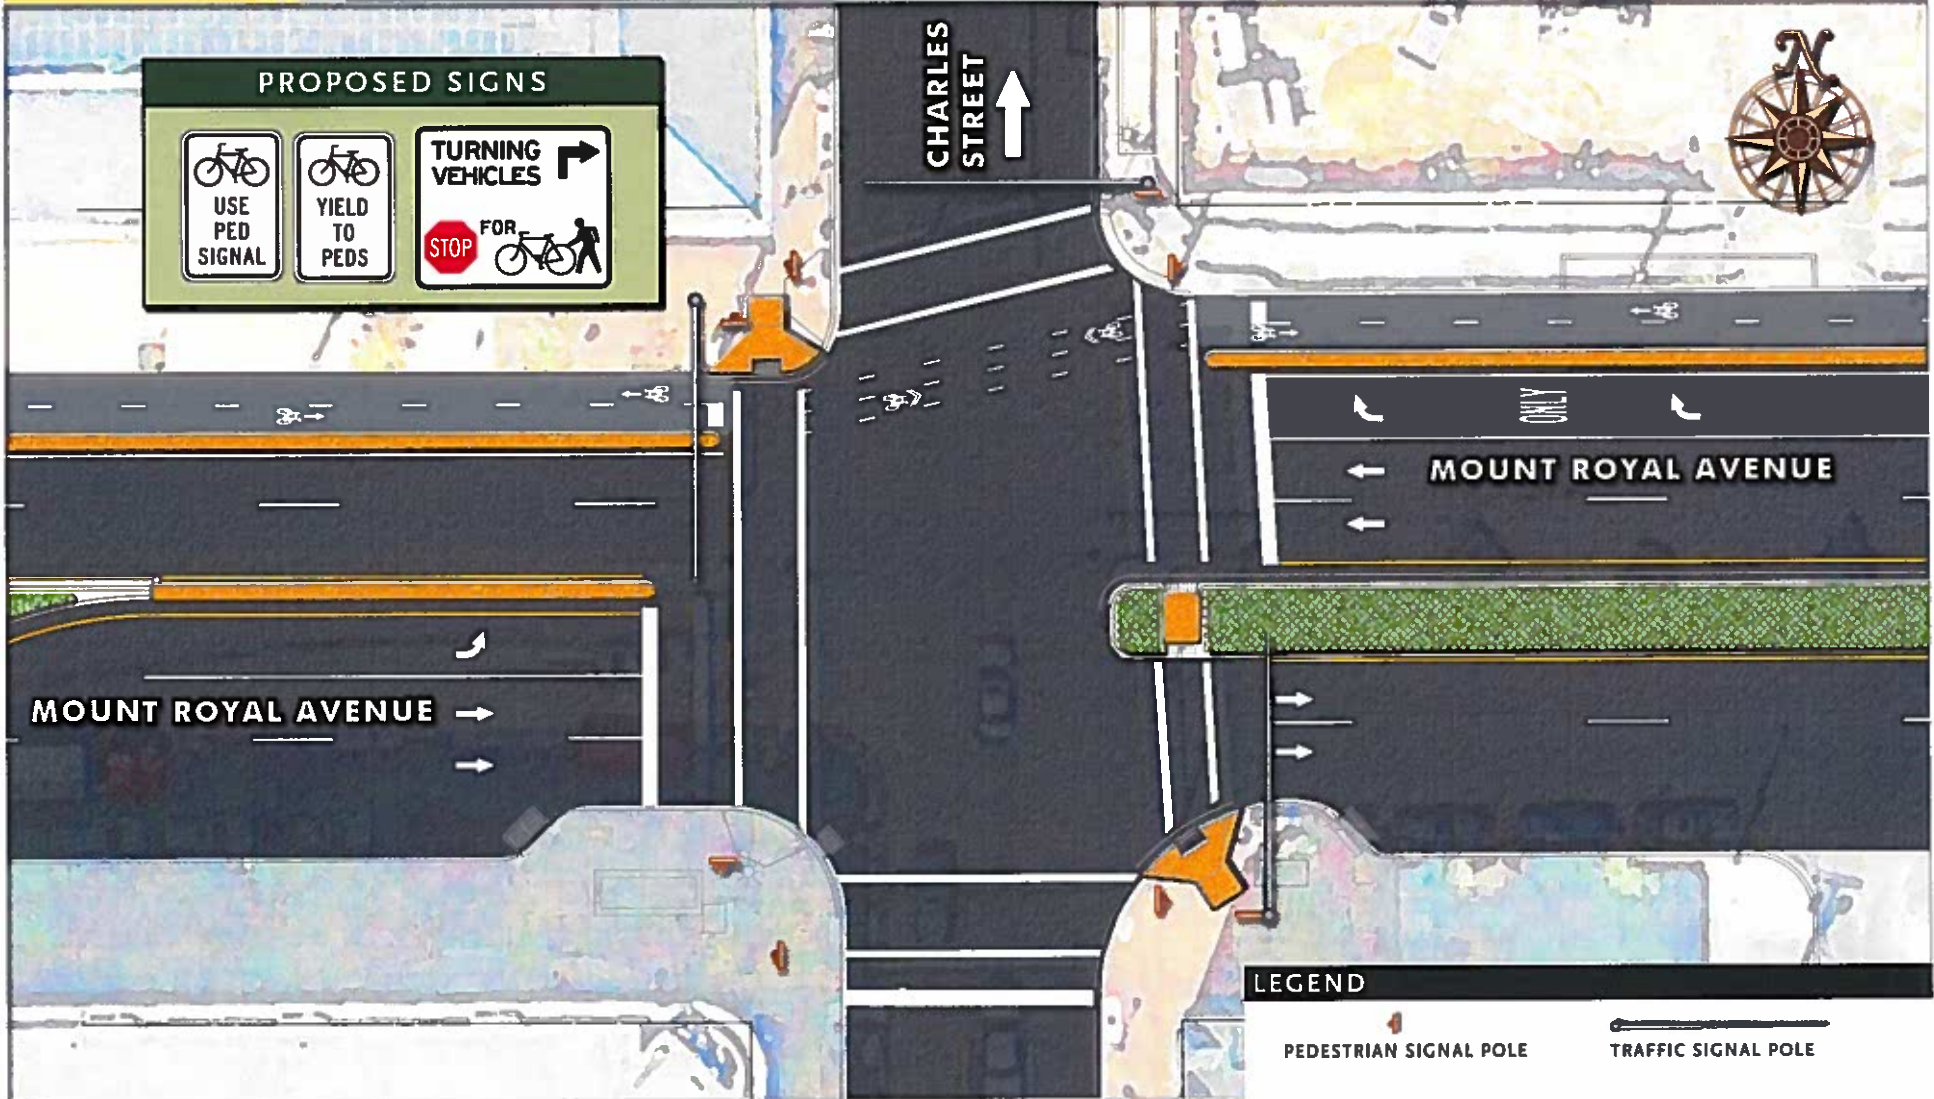 PROPOSED SIGNS
USE
PED
SIGNAL
YIELD
TO
PEDS
TURNING
VEHICLES
STOP
FOR
CHARLES
STREET
N
ONLY
MOUNT ROYAL AVENUE
MOUNT ROYAL AVENUE
LEGEND
PEDESTRIAN SIGNAL POLE
TRAFFIC SIGNAL POLE